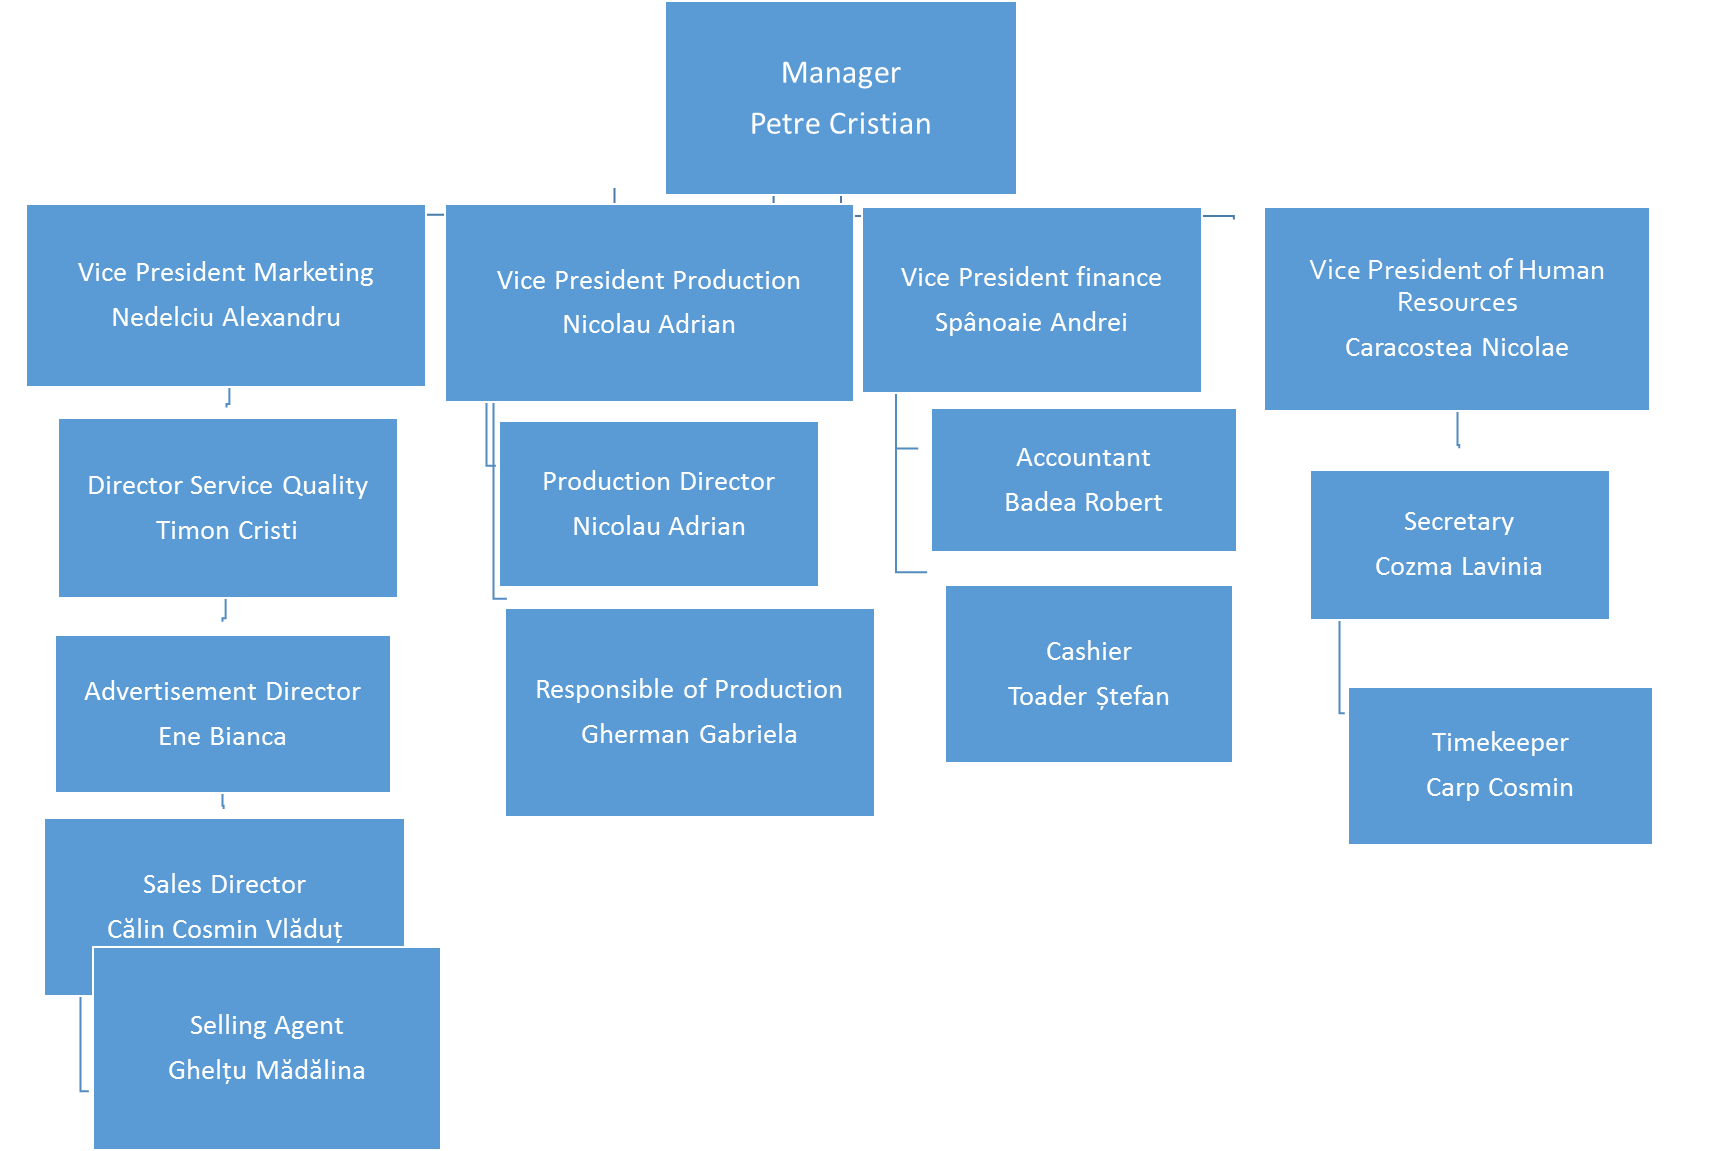 Manager
Petre Cristian
Vice President Marketing
Nedelciu Alexandru
Vice President Production
Nicolau Adrian
Vice President finance
Spânoaie Andrei
Vice President of Human
Resources
Caracostea Nicolae
Director Service Quality
Timon Cristi
Production Director
Nicolau Adrian
Accountant
Badea Robert
Secretary
Cozma Lavinia
Advertisement Director
Ene Bianca
Responsible of Production
Gherman Gabriela
Cashier
Toader Ștefan
Timekeeper
Carp Cosmin
Sales Director
Călin Cosmin Vlăduț
Selling Agent
Ghelțu Mădălina